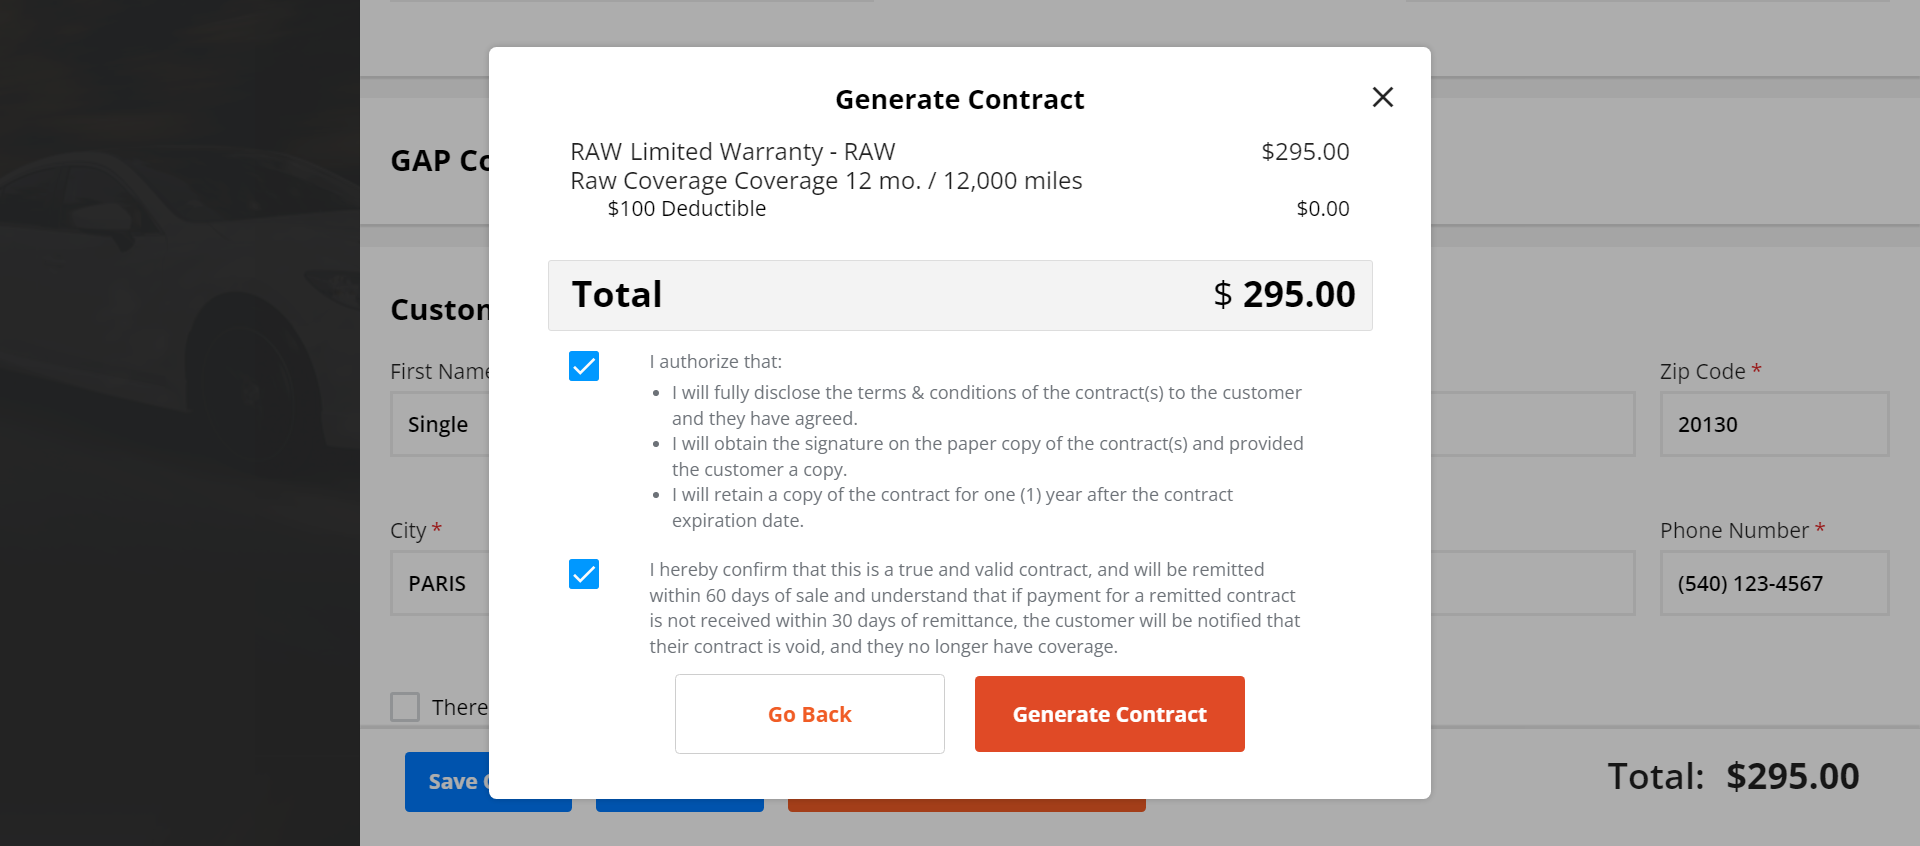 Generate Contract
RAW Limited Warranty - RAW $295.00
Raw Coverage Coverage 12 mo. / 12,000 miles
$100 Deductible $0.00
Total $ 295.00
I authorize that:
• I will fully disclose the terms & conditions of the contract(s) to the customer
and they have agreed.
• I will obtain the signature on the paper copy of the contract(s) and provided
the customer a copy.
• I will retain a copy of the contract for one (1) year after the contract
expiration date.
I hereby confirm that this is a true and valid contract, and will be remitted
within 60 days of sale and understand that if payment for a remitted contract
is not received within 30 days of remittance, the customer will be notified that
their contract is void, and they no longer have coverage.
Go Back Generate Contract
GAP Co
Custom
First Name
Single
Zip Code *
20130
City *
PARIS
Phone Number *
(540) 123-4567
There
Save
Total: $295.00